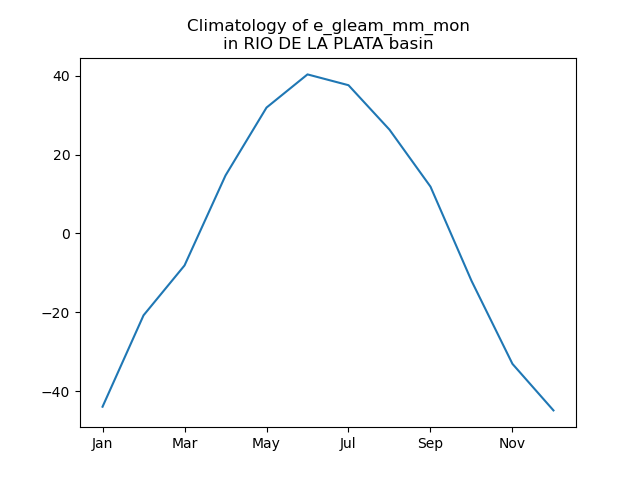 Climatology of e_gleam_mm_mon
in RIO DE LA PLATA basin
40
20
0
−20
−40
Jan Mar May Jul Sep Nov